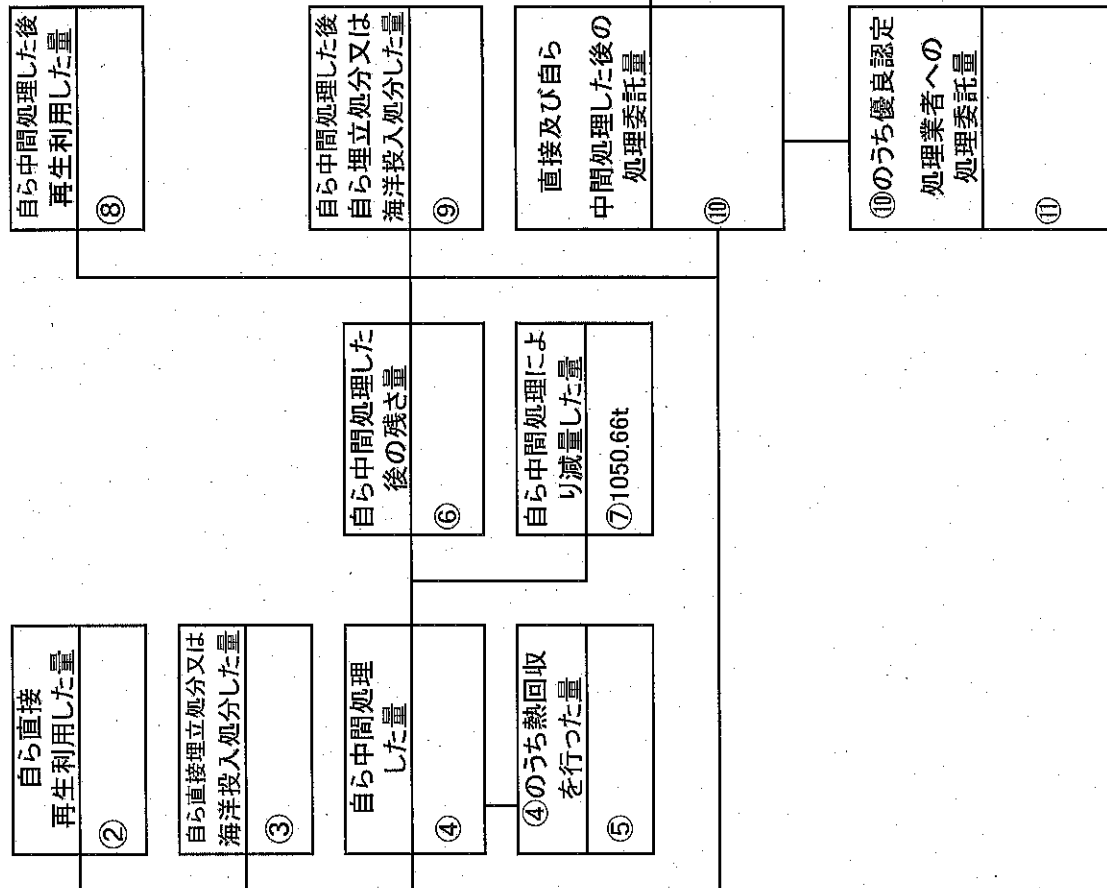 自ら直接
再生利用した量
②
自ら直接埋立処分又は
海洋投入処分した量
③
自ら中間処理
した量
④
④のうち熱回収
を行った量
⑤
自ら中間処理した
後の残さ量
⑥
自ら中間処理によ
り減量した量
⑦1050.66t
自ら中間処理した後
再生利用した量
⑧
自ら中間処理した後
自ら埋立処分又は
海洋投入処分した量
⑨
直接及び自ら
中間処理した後の
処理委託量
⑩
⑩のうち優良認定
処理業者への
処理委託量
⑪